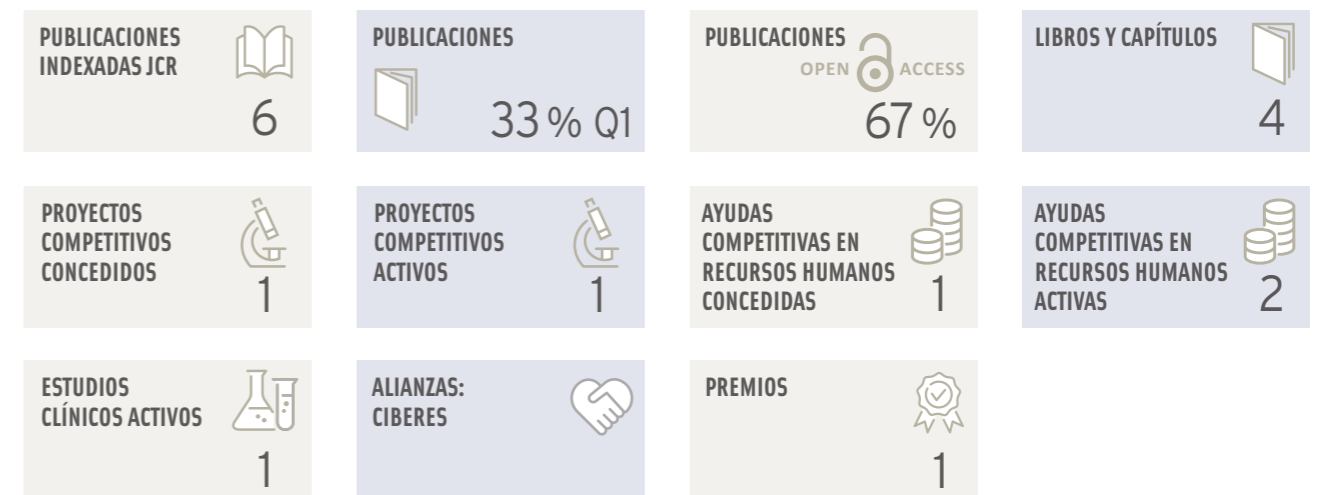 PUBLICACIONES
INDEXADAS JCR
6
PUBLICACIONES
33 % Q1
PUBLICACIONES
OPEN ACCESS
67 %
LIBROS Y CAPÍTULOS
4
PROYECTOS
COMPETITIVOS
CONCEDIDOS
1
PROYECTOS
COMPETITIVOS
ACTIVOS
1
AYUDAS
COMPETITIVAS EN
RECURSOS HUMANOS
CONCEDIDAS
1
AYUDAS
COMPETITIVAS EN
RECURSOS HUMANOS
ACTIVAS
2
ESTUDIOS
CLÍNICOS ACTIVOS
1
ALIANZAS:
CIBERES
PREMIOS
1